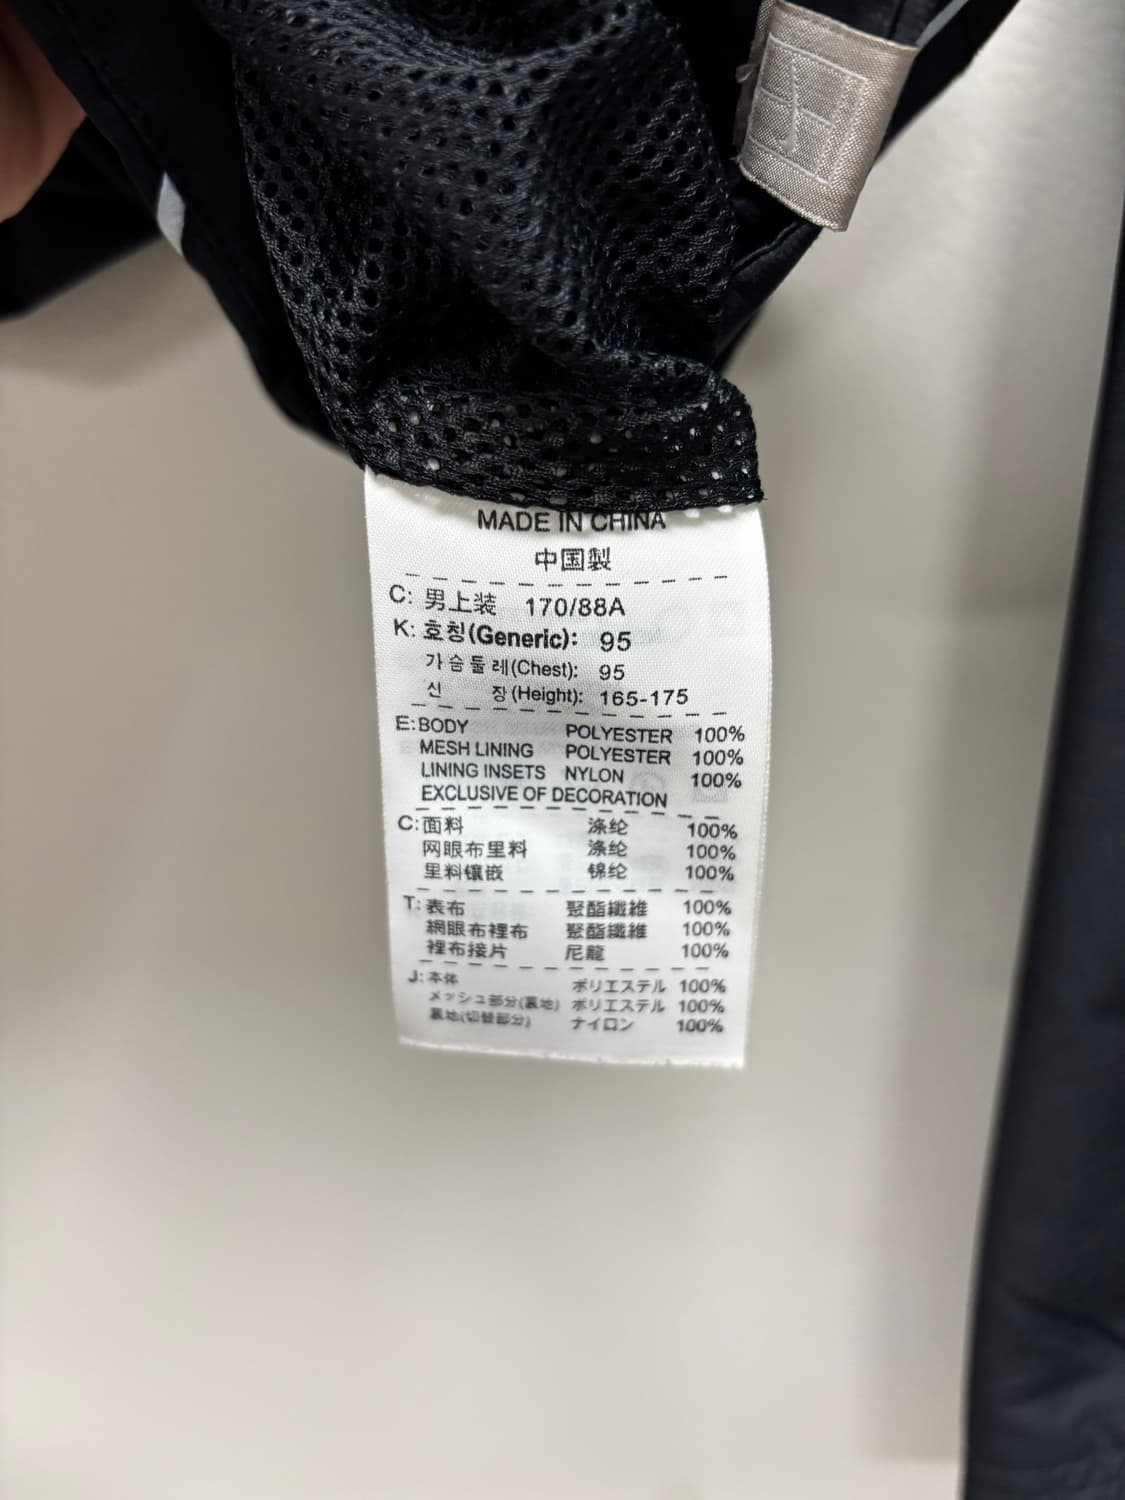 MADE IN CHINA
中国製
C: 男上装 170/88A
K: 호칭(Generic): 95
가슴둘레(Chest): 95
신 장(Height): 165-175
E: BODY POLYESTER 100%
MESH LINING POLYESTER 100%
LINING INSETS NYLON 100%
EXCLUSIVE OF DECORATION
C: 面料 涤纶 100%
网眼布里料 涤纶 100%
里料镶嵌 锦纶 100%
T: 表布 聚酯纖維 100%
網眼布裡布 聚酯纖維 100%
裡布接片 尼龍 100%
J: 本体 ポリエステル 100%
メッシュ部分(裏地) ポリエステル 100%
裏地(切替部分) ナイロン 100%